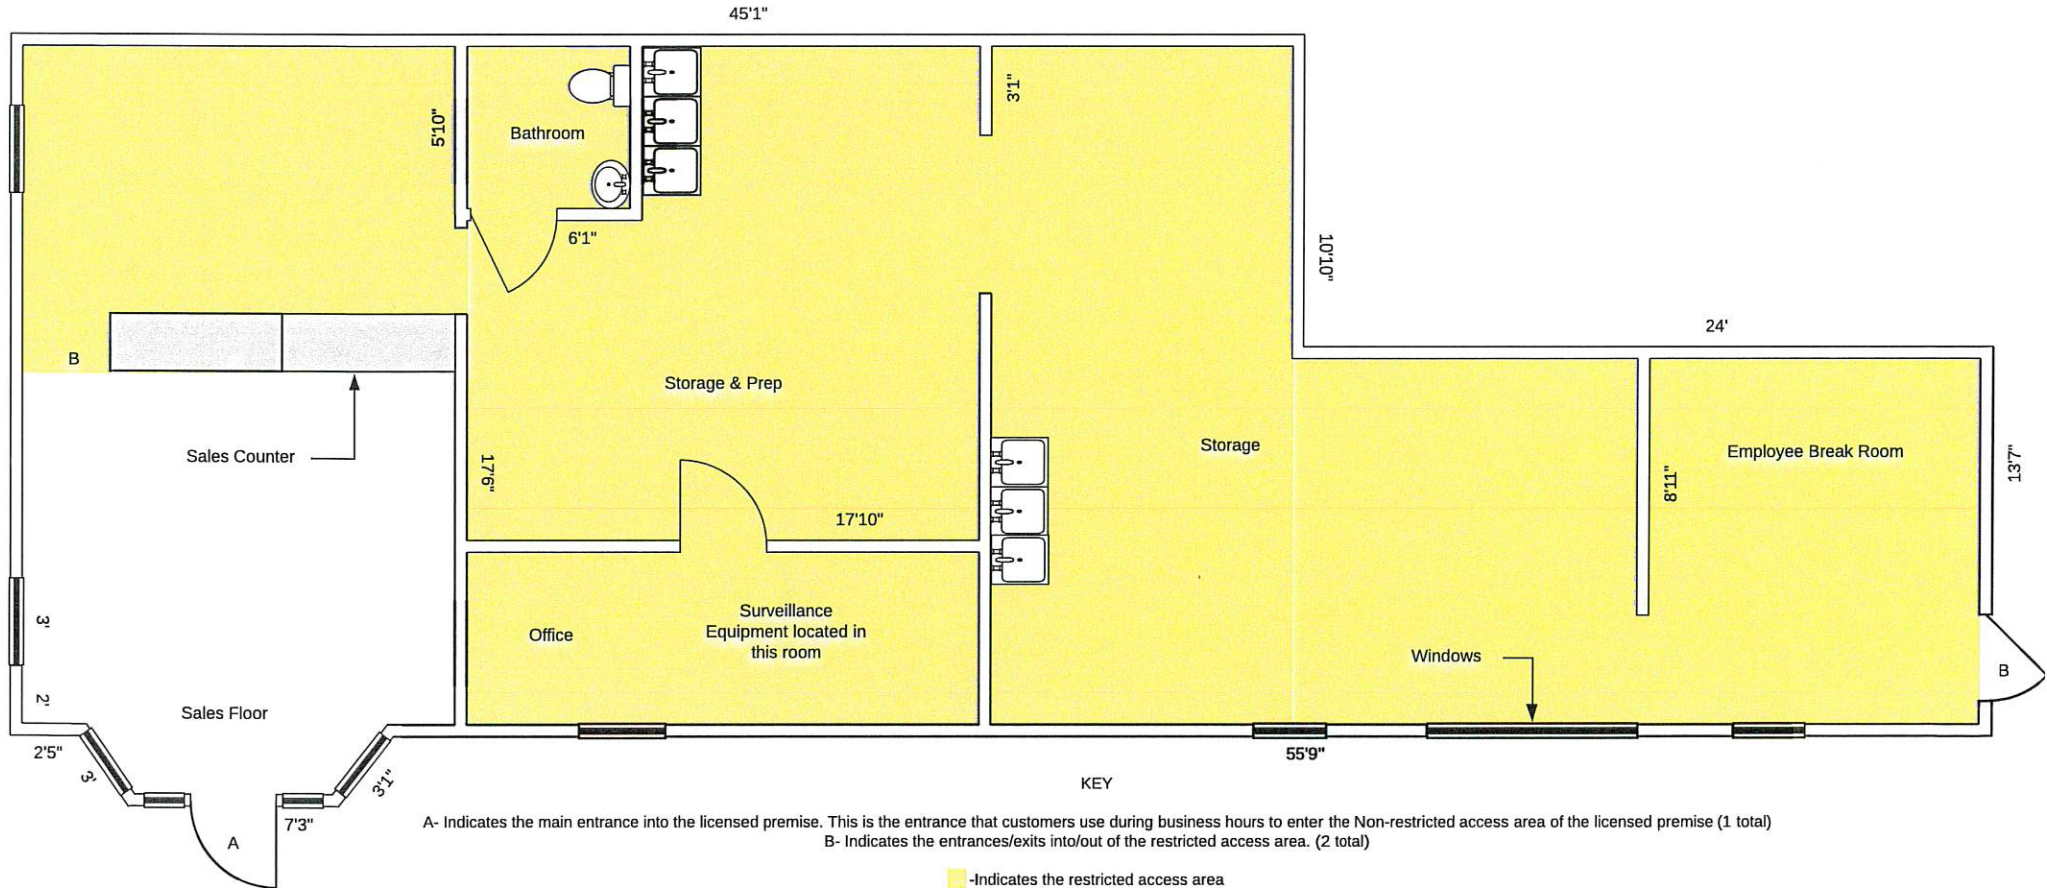 45'1"
5'10"
Bathroom
3'1"
6'1"
10'10"
24'
B
Storage & Prep
Sales Counter
Storage
Employee Break Room
17'6"
8'11"
13'7"
17'10"
3'
Office
Surveillance
Equipment located in
this room
Windows
B
2'
Sales Floor
2'5"
3'
3'1"
55'9"
KEY
7'3"
A
A- Indicates the main entrance into the licensed premise. This is the entrance that customers use during business hours to enter the Non-restricted access area of the licensed premise (1 total)
B- Indicates the entrances/exits into/out of the restricted access area. (2 total)
-Indicates the restricted access area